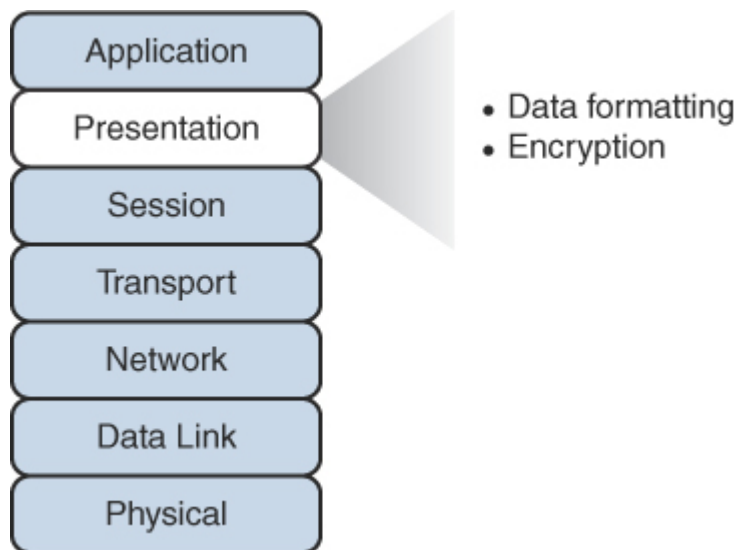 Application
Presentation
Session
Transport
Network
Data Link
Physical
• Data formatting
• Encryption